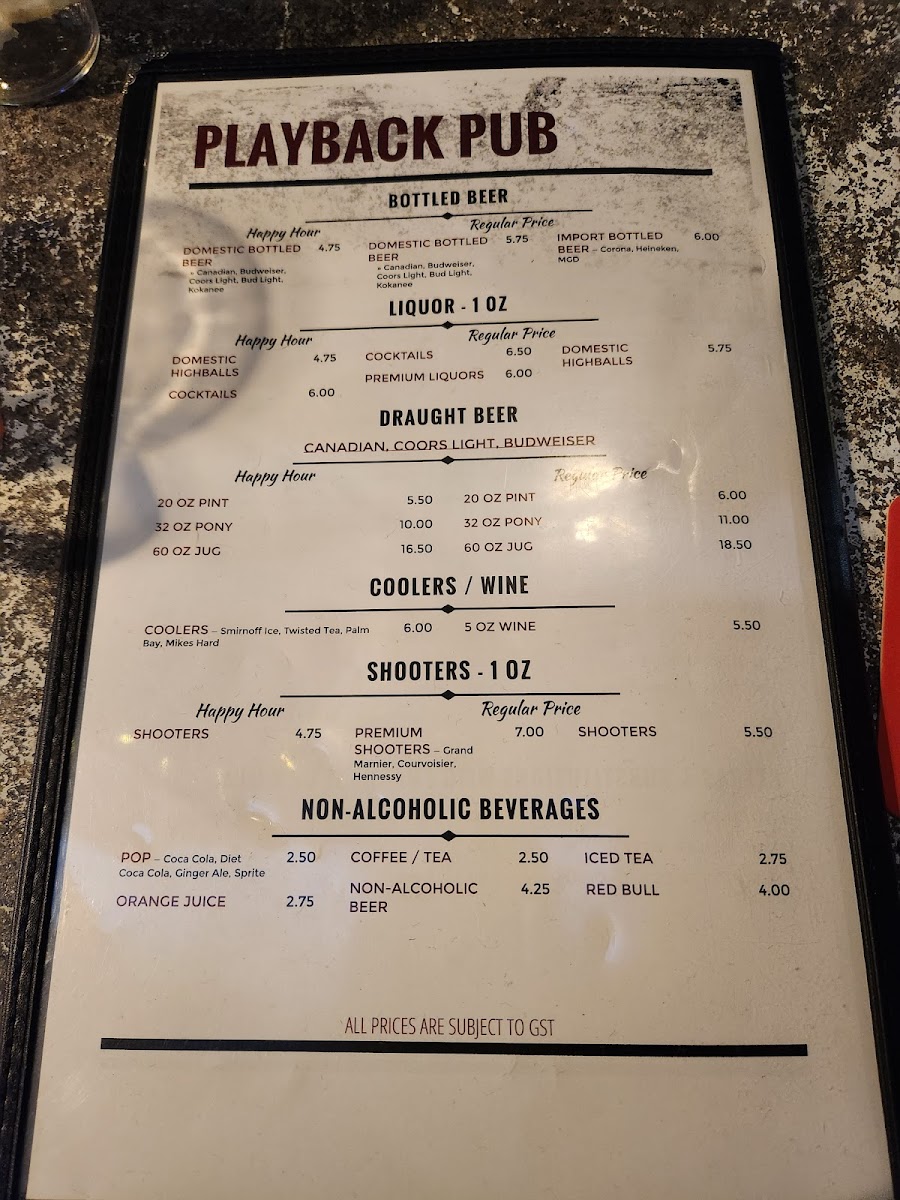 PLAYBACK PUB
BOTTLED BEER
Happy Hour
Regular Price
DOMESTIC BOTTLED 4.75
BEER
* Canadian, Budweiser,
Coors Light, Bud Light,
Kokanee
DOMESTIC BOTTLED 5.75
BEER
* Canadian, Budweiser,
Coors Light, Bud Light,
Kokanee
IMPORT BOTTLED 6.00
BEER – Corona, Heineken,
MGD
LIQUOR - 1 OZ
Happy Hour
Regular Price
DOMESTIC 4.75
HIGHBALLS
COCKTAILS 6.00
COCKTAILS 6.50
PREMIUM LIQUORS 6.00
DOMESTIC 5.75
HIGHBALLS
DRAUGHT BEER
CANADIAN, COORS LIGHT, BUDWEISER
Happy Hour
Regular Price
20 OZ PINT 5.50
32 OZ PONY 10.00
60 OZ JUG 16.50
20 OZ PINT 6.00
32 OZ PONY 11.00
60 OZ JUG 18.50
COOLERS / WINE
COOLERS – Smirnoff Ice, Twisted Tea, Palm 6.00
Bay, Mikes Hard
5 OZ WINE 5.50
SHOOTERS - 1 OZ
Happy Hour
Regular Price
SHOOTERS 4.75
PREMIUM 7.00
SHOOTERS – Grand
Marnier, Courvoisier,
Hennessy
SHOOTERS 5.50
NON-ALCOHOLIC BEVERAGES
POP – Coca Cola, Diet 2.50
Coca Cola, Ginger Ale, Sprite
ORANGE JUICE 2.75
COFFEE / TEA 2.50
NON-ALCOHOLIC 4.25
BEER
ICED TEA 2.75
RED BULL 4.00
ALL PRICES ARE SUBJECT TO GST